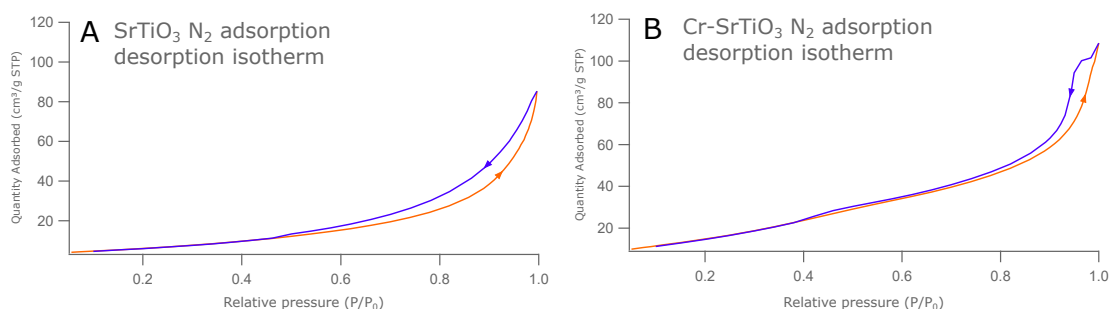 A SrTiO₃ N₂ adsorption
desorption isotherm
Quantity Adsorbed (cm³/g STP)
120
100
80
60
40
20
0.2 0.4 0.6 0.8 1.0
Relative pressure (P/P₀)
B Cr-SrTiO₃ N₂ adsorption
desorption isotherm
Quantity Adsorbed (cm³/g STP)
120
100
80
60
40
20
0.2 0.4 0.6 0.8 1.0
Relative pressure (P/P₀)